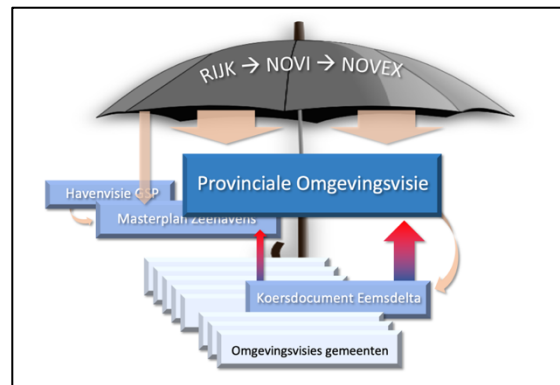 RIJK → NOVI → NOVEX
Provinciale Omgevingsvisie
Havenvisie GSP
Masterplan Zeehavens
Koersdocument Eemsdelta
Omgevingsvisies gemeenten